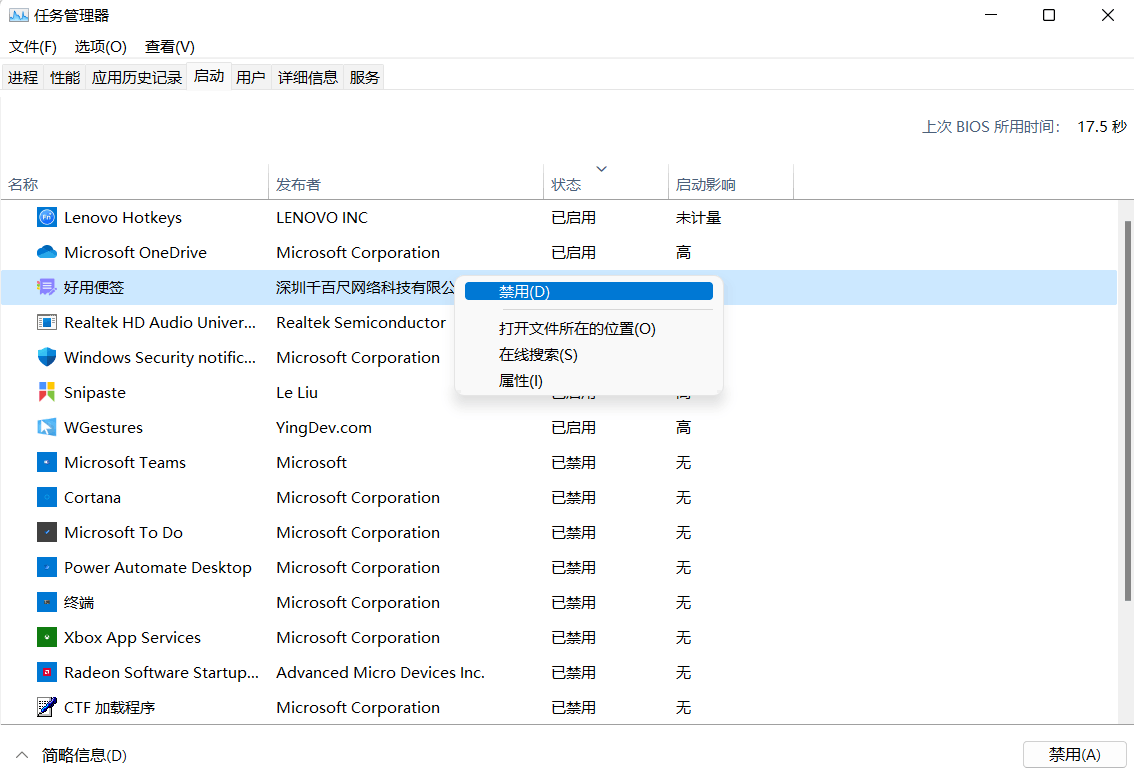 任务管理器
文件(F) 选项(O) 查看(V)
进程 性能 应用历史记录 启动 用户 详细信息 服务
上次 BIOS 所用时间: 17.5 秒
名称 发布者 状态 启动影响
Lenovo Hotkeys LENOVO INC 已启用 未计量
Microsoft OneDrive Microsoft Corporation 已启用 高
好用便签 深圳千百尺网络科技有限公
禁用(D)
Realtek HD Audio Univer... Realtek Semiconductor
打开文件所在的位置(O)
Windows Security notific... Microsoft Corporation
在线搜索(S)
属性(I)
Snipaste Le Liu 已启用 高
WGestures YingDev.com 已启用 高
Microsoft Teams Microsoft 已禁用 无
Cortana Microsoft Corporation 已禁用 无
Microsoft To Do Microsoft Corporation 已禁用 无
Power Automate Desktop Microsoft Corporation 已禁用 无
终端 Microsoft Corporation 已禁用 无
Xbox App Services Microsoft Corporation 已禁用 无
Radeon Software Startup... Advanced Micro Devices Inc. 已禁用 无
CTF 加载程序 Microsoft Corporation 已禁用 无
简略信息(D) 禁用(A)